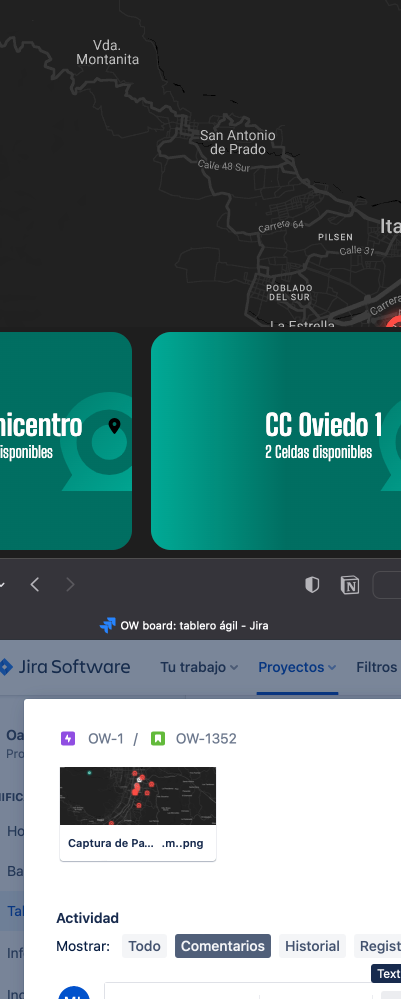 Vda.
Montanita
San Antonio
de Prado
Calle 48 Sur
Carrera 64
Ita
PILSEN
Calle 31
POBLADO
DEL SUR
Carrera
La Estrella
nicentro
isponibles
CC Oviedo 1
2 Celdas disponibles
OW board: tablero ágil - Jira
Jira Software
Tu trabajo
Proyectos
Filtros
Oa
Pro
OW-1 / OW-1352
NIFIC
Ho
Captura de Pa... .m..png
Ba
Tal
Actividad
Mostrar:
Todo
Comentarios
Historial
Regist
Inf
Text